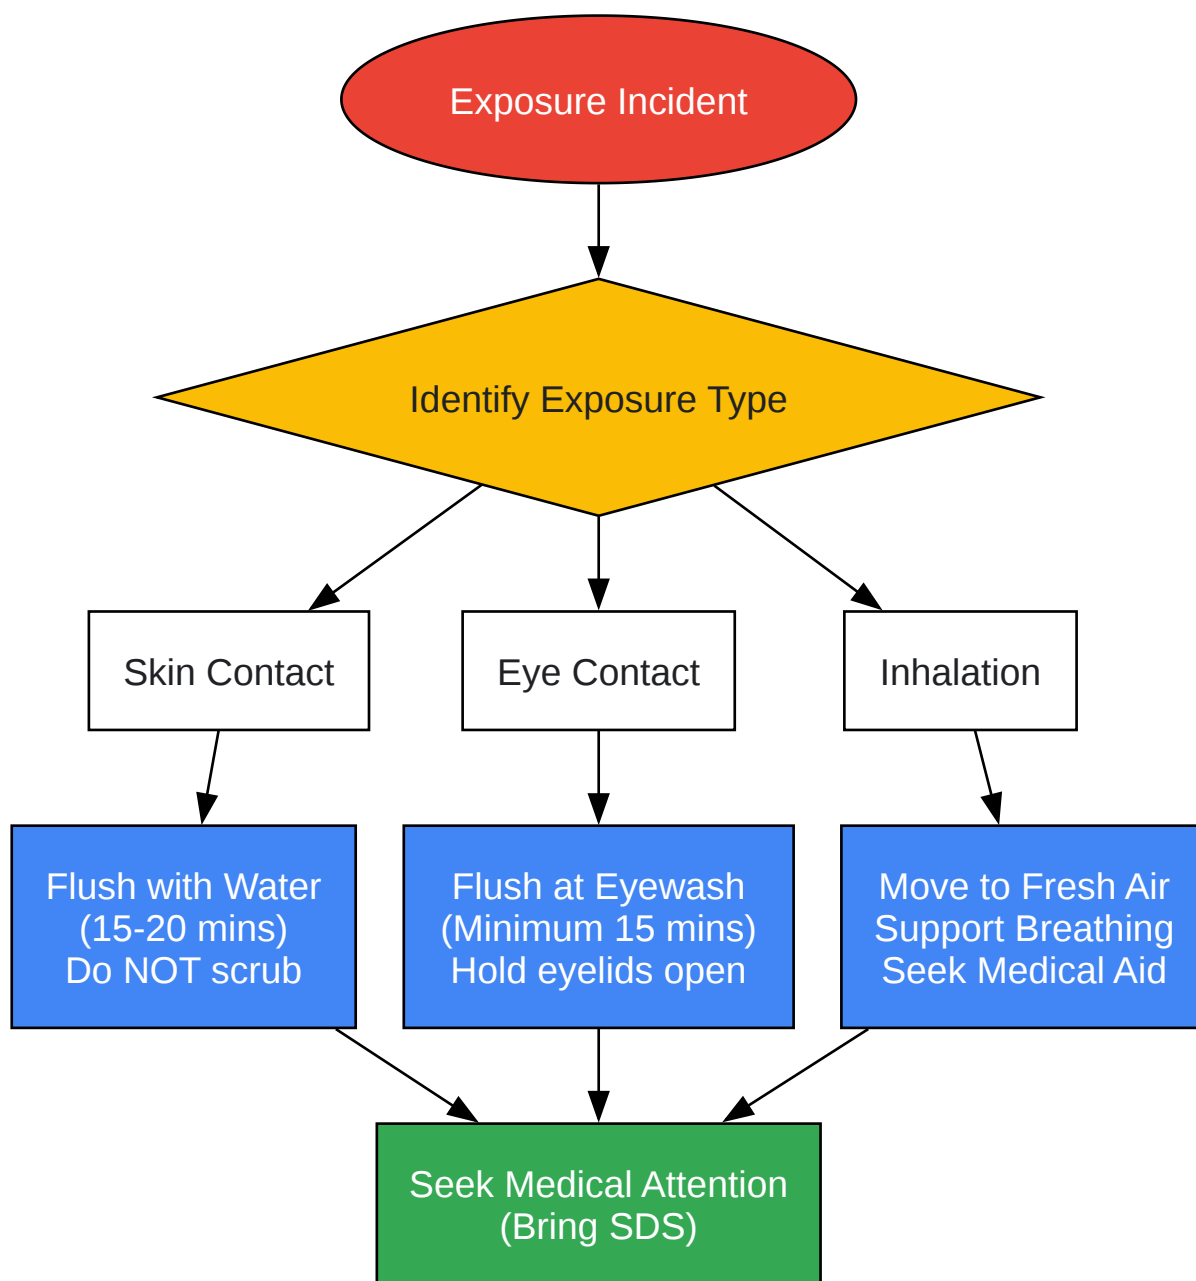 Exposure Incident
Identify Exposure Type
Skin Contact
Eye Contact
Inhalation
Flush with Water
(15-20 mins)
Do NOT scrub
Flush at Eyewash
(Minimum 15 mins)
Hold eyelids open
Move to Fresh Air
Support Breathing
Seek Medical Aid
Seek Medical Attention
(Bring SDS)